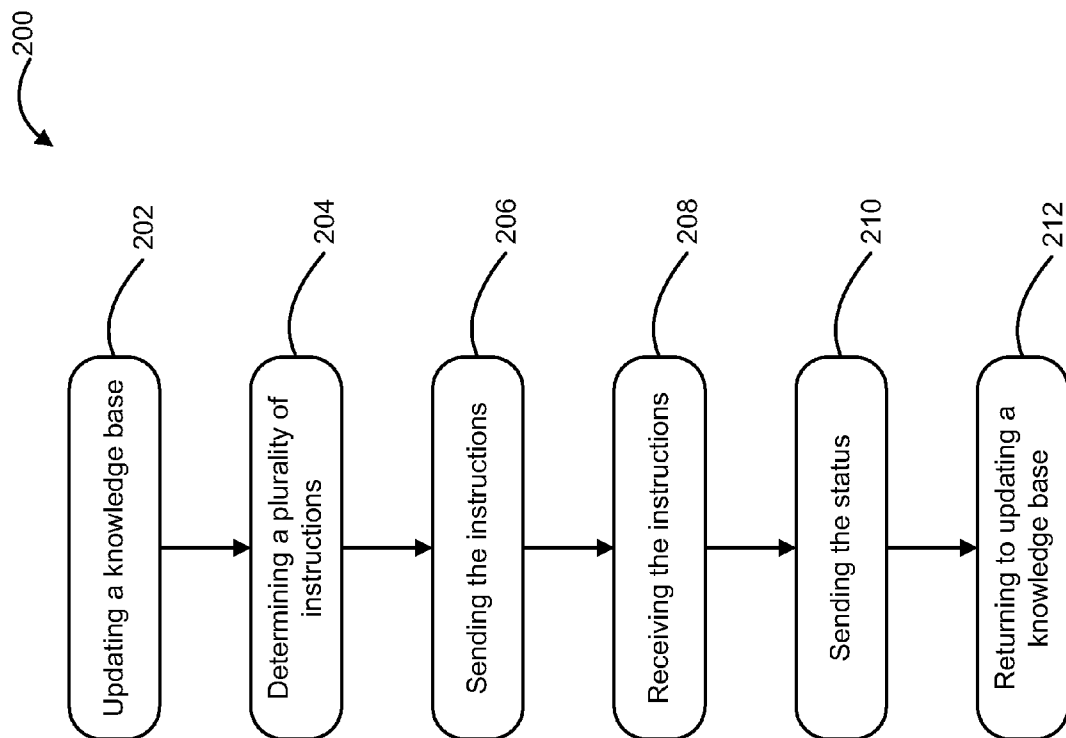 200
Updating a knowledge base
202
Determining a plurality of
instructions
204
Sending the instructions
206
Receiving the instructions
208
Sending the status
210
Returning to updating a
knowledge base
212